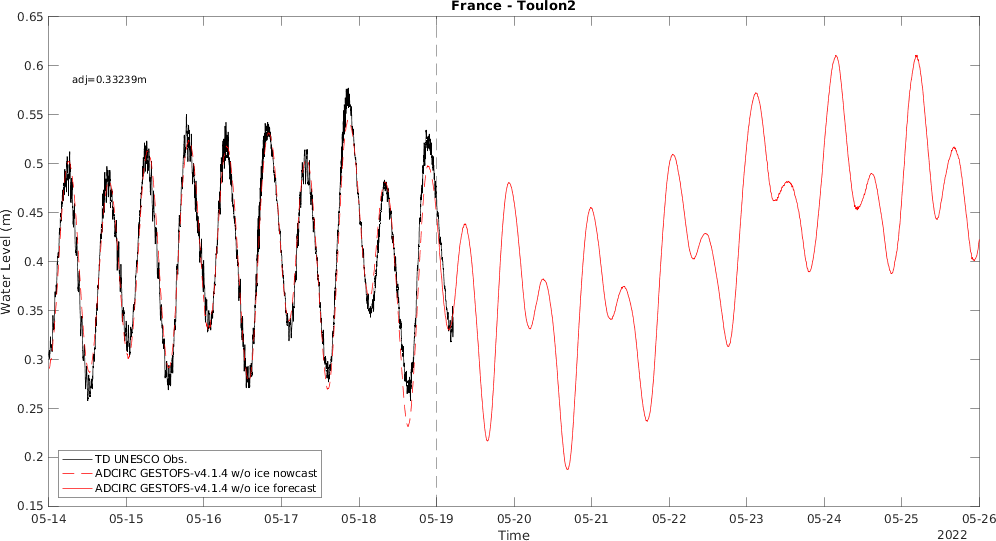 France - Toulon2
0.65
0.6
adj=0.33239m
0.55
0.5
0.45
0.4
0.35
0.3
0.25
0.2
0.15
Water Level (m)
TD UNESCO Obs.
ADCIRC GESTOFS-v4.1.4 w/o ice nowcast
ADCIRC GESTOFS-v4.1.4 w/o ice forecast
05-14 05-15 05-16 05-17 05-18 05-19 05-20 05-21 05-22 05-23 05-24 05-25 05-26
Time
2022